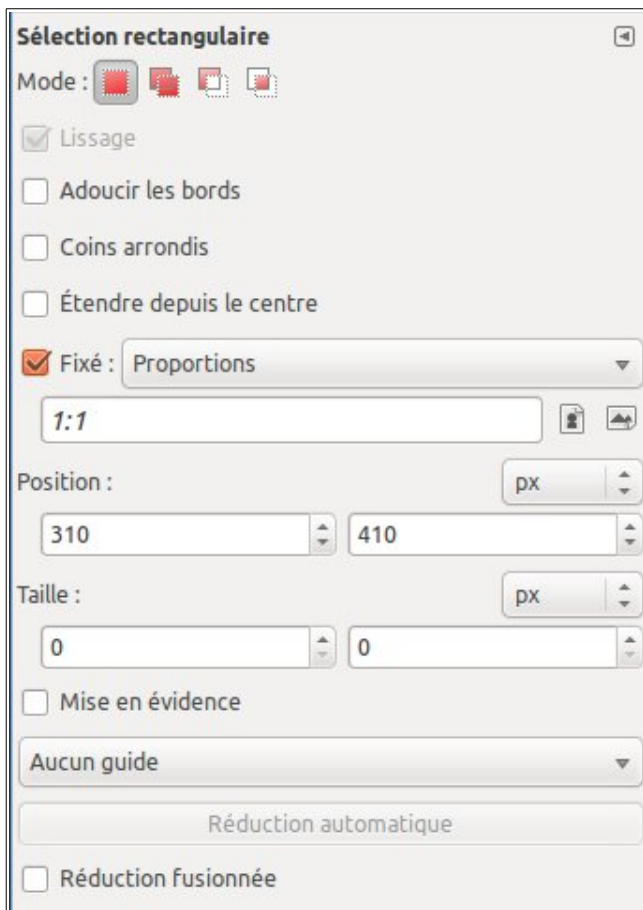 Sélection rectangulaire
Mode :
Lissage
Adoucir les bords
Coins arrondis
Étendre depuis le centre
Fixé : Proportions
1:1
Position : px
310 410
Taille : px
0 0
Mise en évidence
Aucun guide
Réduction automatique
Réduction fusionnée